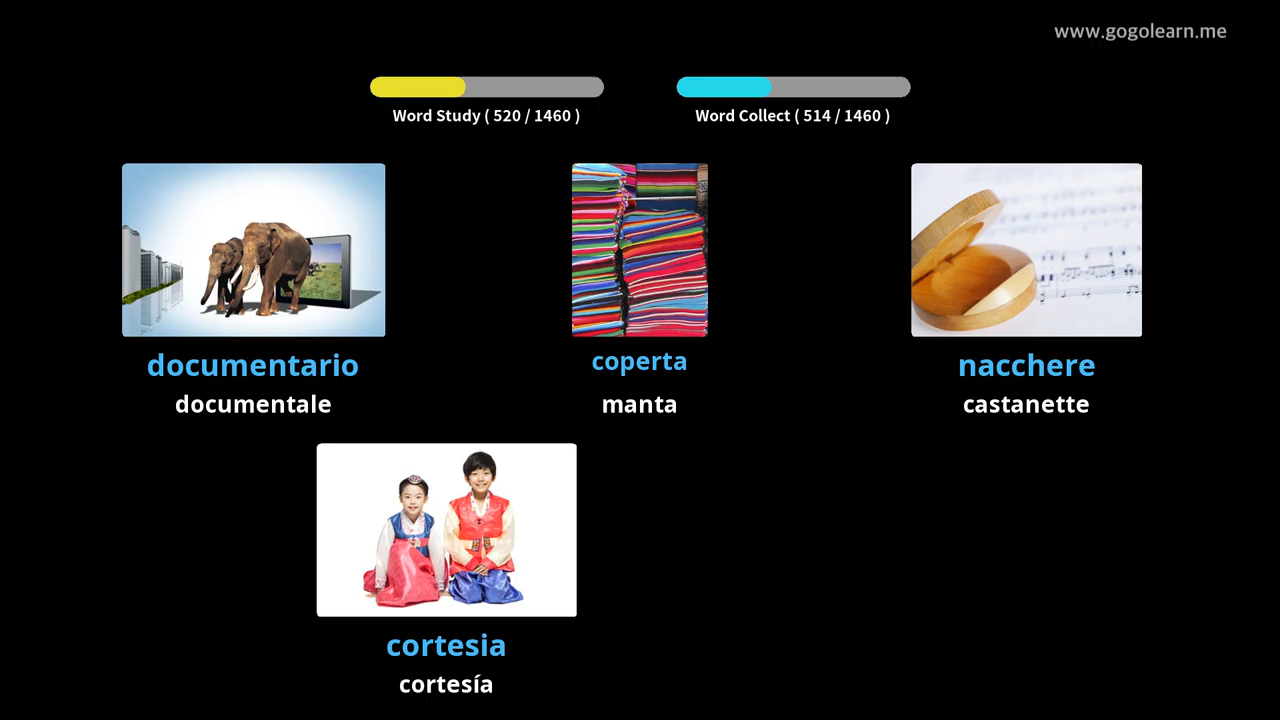 www.gogolearn.me
Word Study ( 520 / 1460 )
Word Collect ( 514 / 1460 )
documentario
documentale
coperta
manta
nacchere
castanette
cortesia
cortesía